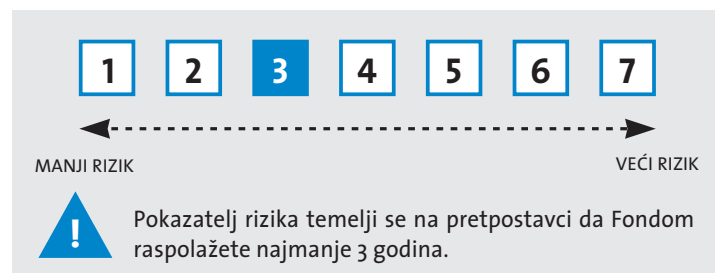 1 2 3 4 5 6 7
MANJI RIZIK VEĆI RIZIK
! Pokazatelj rizika temelji se na pretpostavci da Fondom
raspolažete najmanje 3 godina.